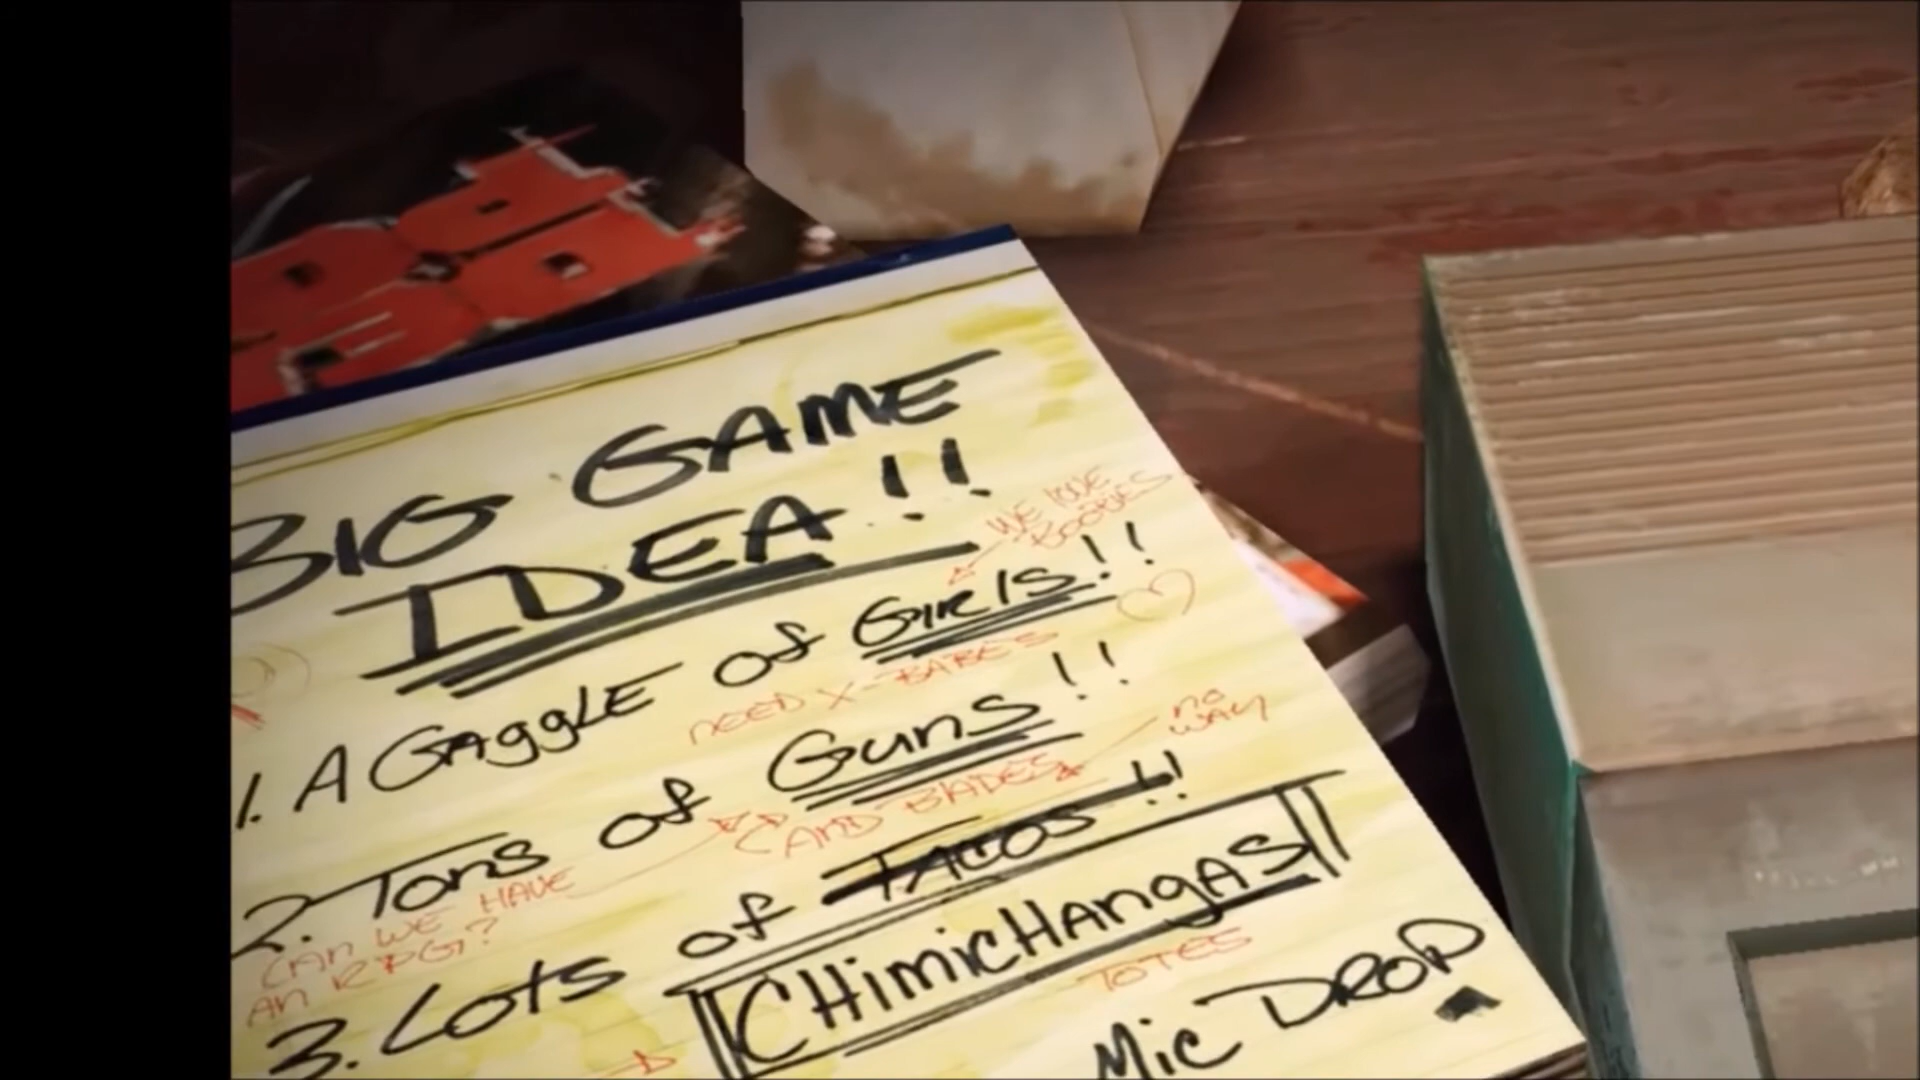 BIG GAME
IDEA!!
WE LOVE
BOOBIES
1. A GAggLE of GirlS!!
NEED X-BABES
2. Tons of Guns!!
(AND BLADES)
no
WAY
CAN WE HAVE
AN RPG?
3. Lots of TACOS!!
CHimicHangAS!!
TOTES
Mic DROP